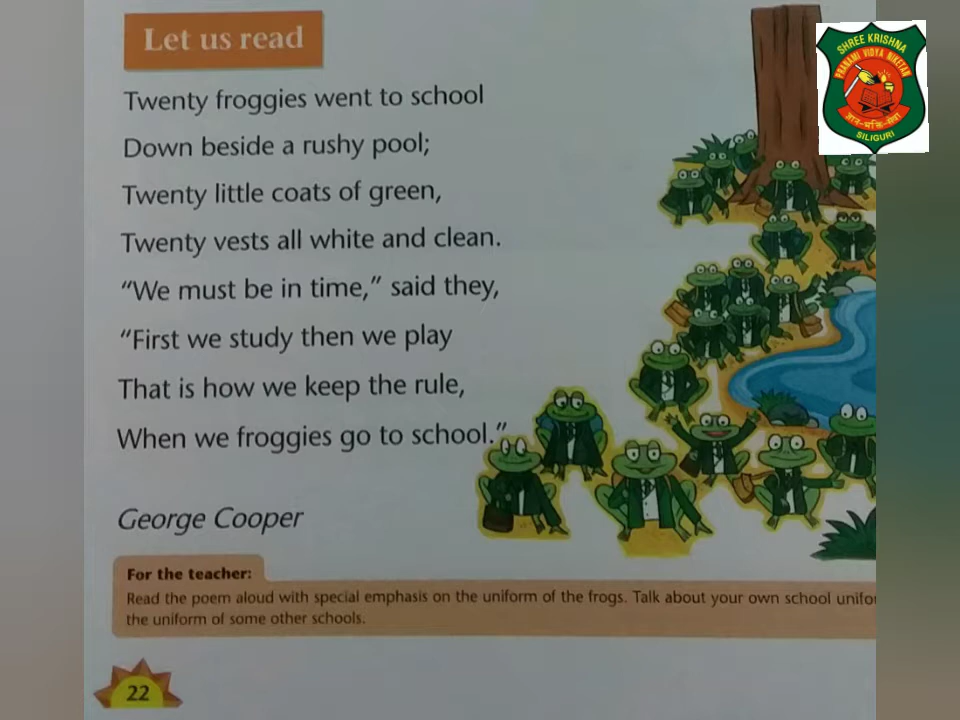 Let us read
Twenty froggies went to school
Down beside a rushy pool;
Twenty little coats of green,
Twenty vests all white and clean.
“We must be in time,” said they,
“First we study then we play
That is how we keep the rule,
When we froggies go to school.”
George Cooper
For the teacher:
Read the poem aloud with special emphasis on the uniform of the frogs. Talk about your own school
the uniform of some other schools.
22
SHREE KRISHNA
PRANAMI VIDYA NIKETAN
ज्ञान-भक्ति-सेवा
SILIGURI